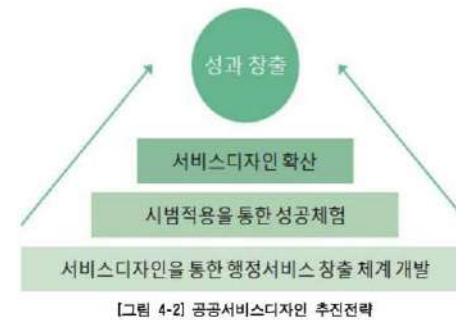 성과 창출
서비스디자인 확산
시범적용을 통한 성공체험
서비스디자인을 통한 행정서비스 창출 체계 개발
[그림 4-2] 공공서비스디자인 추진전략